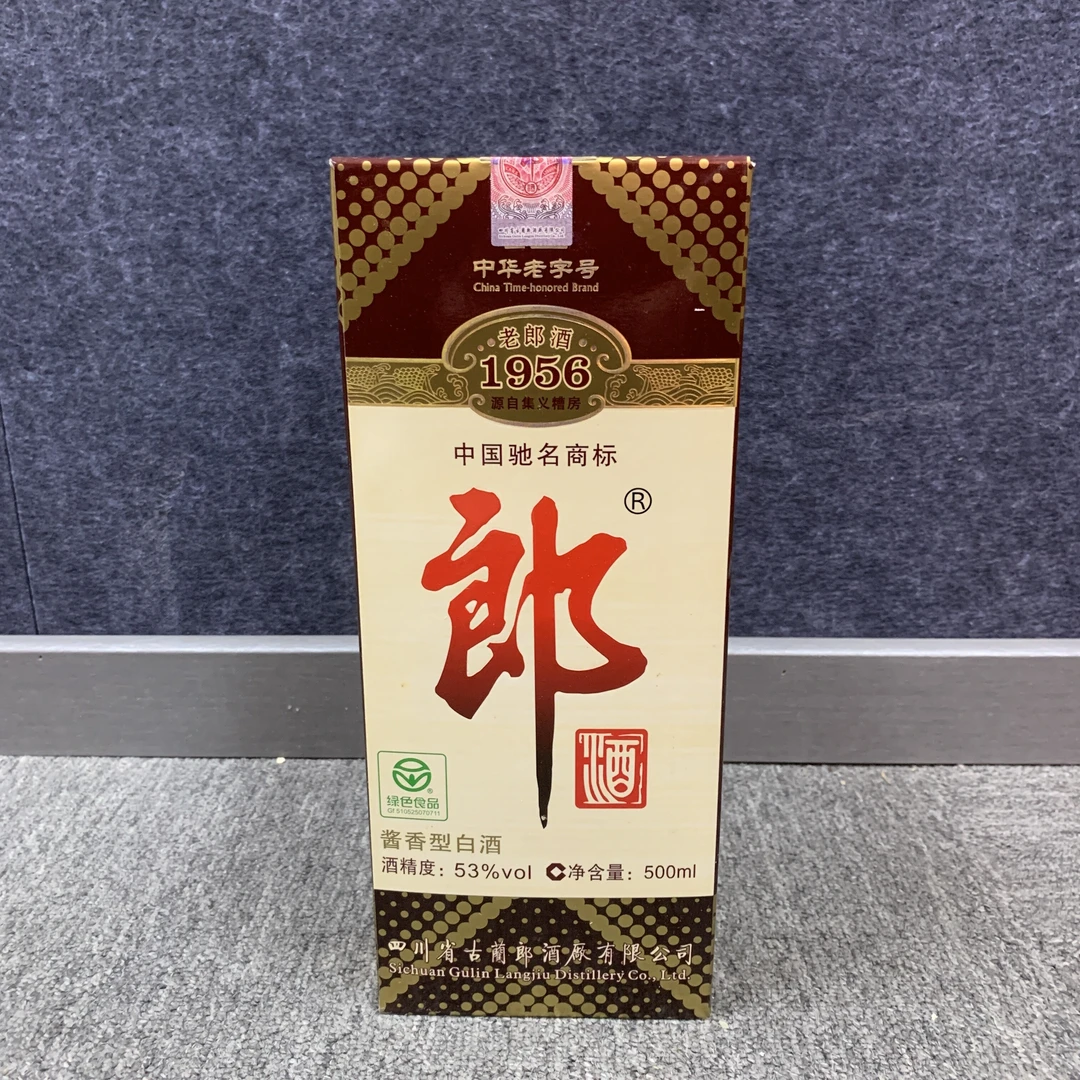 中华老字号
China Time-honored Brand
老郎酒
1956
源自集义糟房
中国驰名商标
郎®
酒
绿色食品®
GF510525070711
酱香型白酒
酒精度：53%vol 净含量：500ml
四川省古蔺郎酒厂有限公司
Sichuan Gulin Langjiu Distillery Co., Ltd.